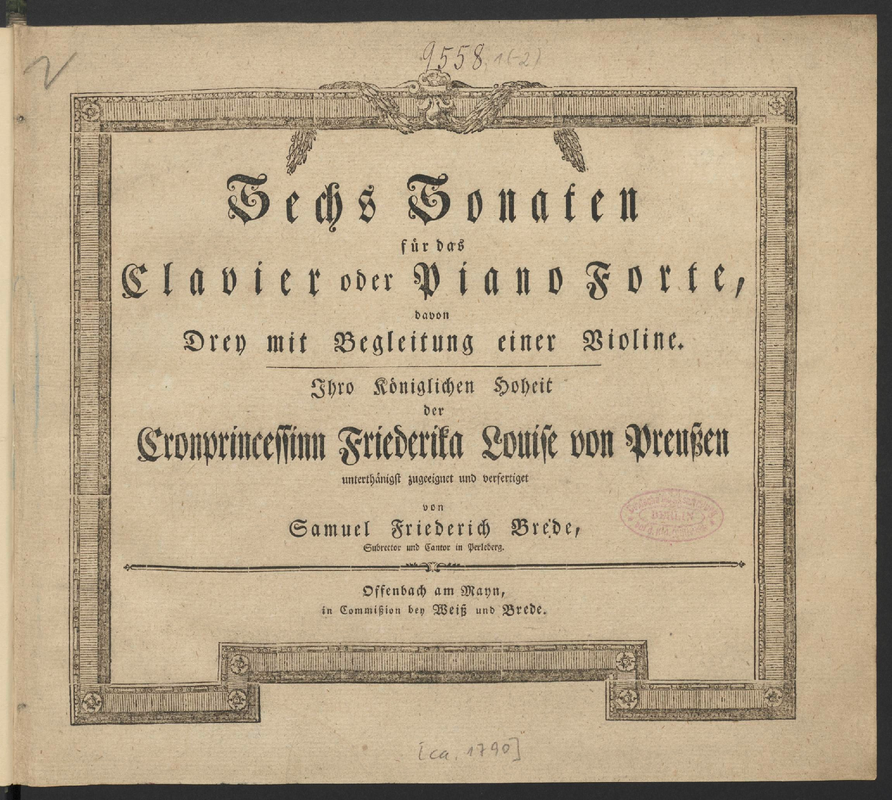 2
9558, 1(-2)
Sechs Sonaten
für das
Clavier oder Piano Forte,
davon
Drey mit Begleitung einer Violine.
Ihro Königlichen Hoheit
der
Cronprincessinn Friederika Louise von Preußen
unterthänigst zugeeignet und verfertiget
von
Samuel Friederich Brede,
Subrector und Cantor in Perleberg.
BERLIN
Offenbach am Mayn,
in Commißion bey Weiß und Brede.
[ca. 1790]